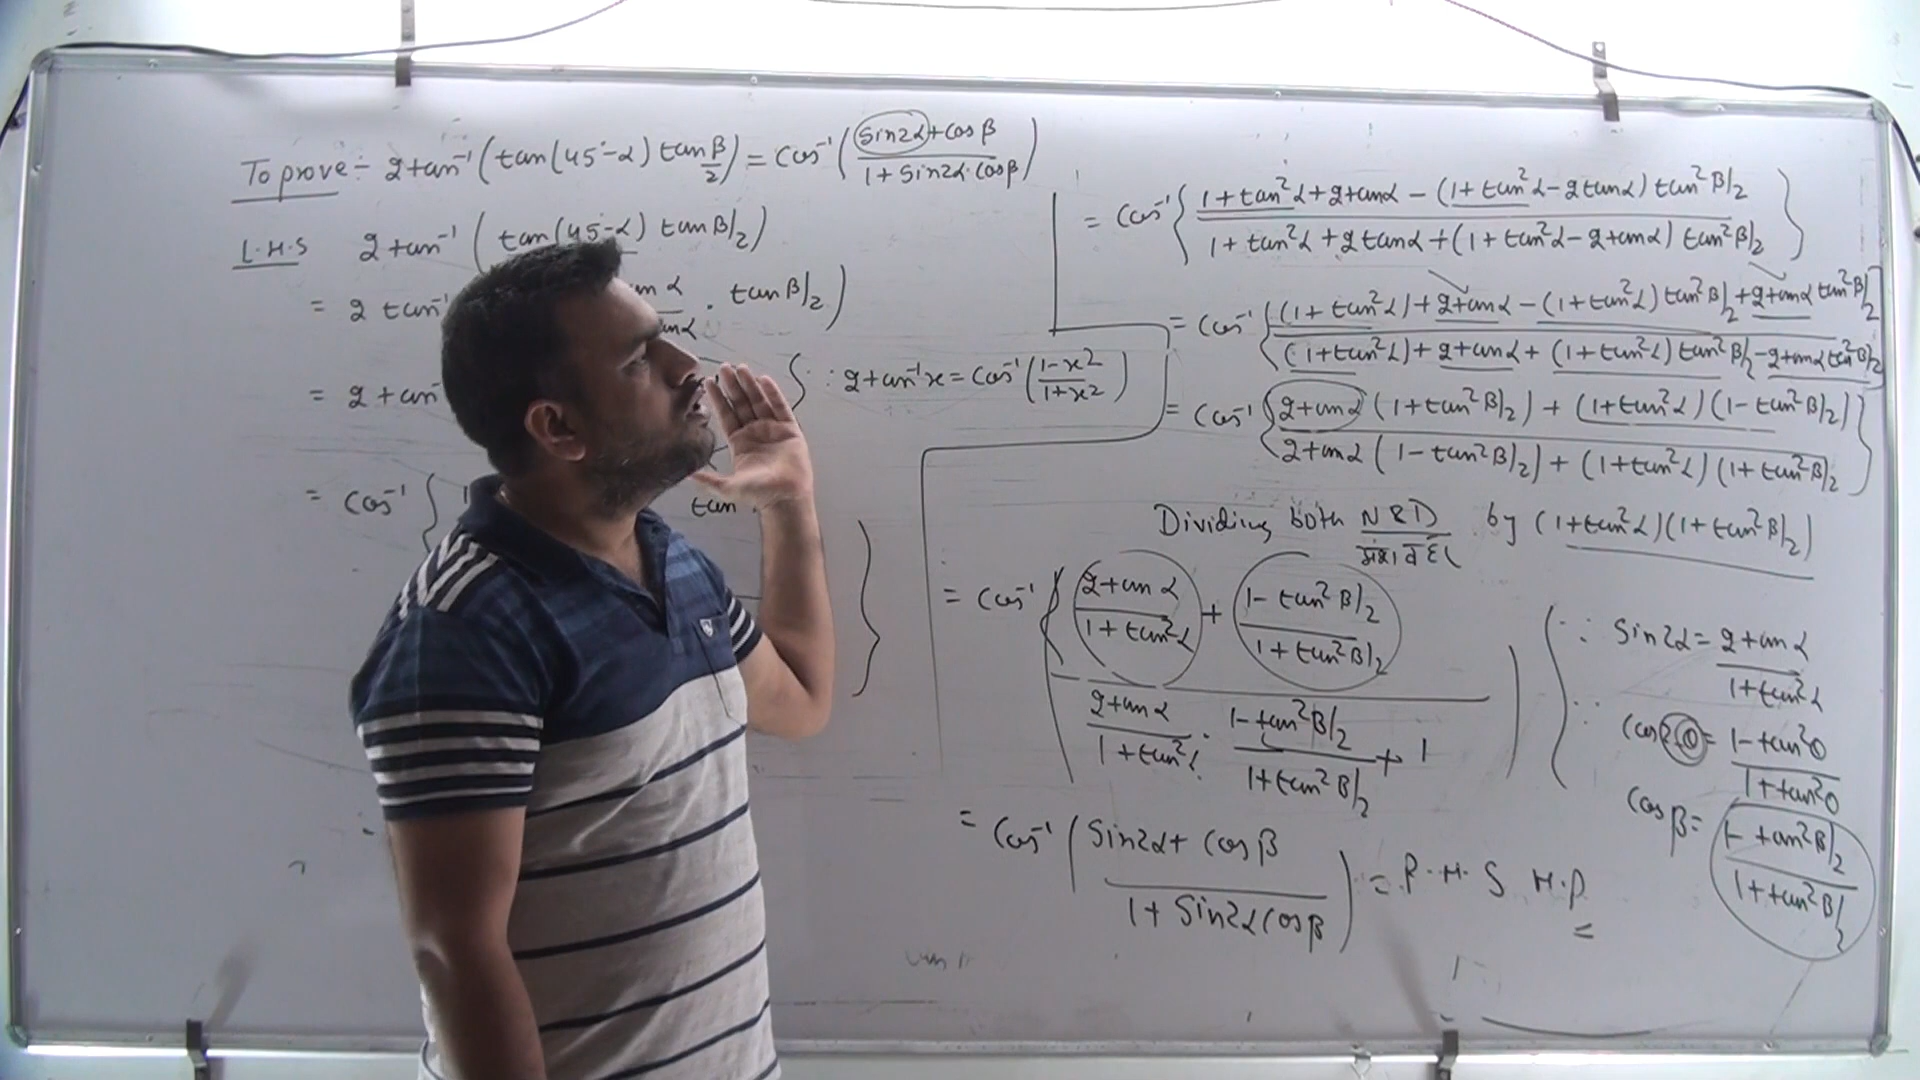 To prove:- 2tan⁻¹(tan(45°-α) tan β/2) = Cos⁻¹((Sin2α+Cosβ)/(1+Sin2α·Cosβ))
L.H.S 2tan⁻¹(tan(45-α) tanβ/2)
= 2 tan⁻¹ tanα · tanβ/2)
= 2tan⁻¹ {∵ 2tan⁻¹x = Cos⁻¹((1-x²)/(1+x²))
= Cos⁻¹{ tan }
= Cos⁻¹{(1+tan²α+2tanα-(1+tan²α-2tanα)tan²β/2)/(1+tan²α+2tanα+(1+tan²α-2tanα)tan²β/2)}
= Cos⁻¹{((1+tan²α)+2tanα-(1+tan²α)tan²β/2+2tanα tan²β/2)/((1+tan²α)+2tanα+(1+tan²α)tan²β/2-2tanα tan²β/2)}
= Cos⁻¹{(2tanα(1+tan²β/2)+(1+tan²α)(1-tan²β/2))/(2tanα(1-tan²β/2)+(1+tan²α)(1+tan²β/2))}
Dividing both N & D by (1+tan²α)(1+tan²β/2)
अंश व हर
= Cos⁻¹{(2tanα/(1+tan²α) + (1-tan²β/2)/(1+tan²β/2))/(2tanα/(1+tan²α) · (1-tan²β/2)/(1+tan²β/2) + 1)}
(∵ Sin2α = 2tanα/(1+tan²α)
∵ Cos2θ = (1-tan²θ)/(1+tan²θ)
Cosβ = (1-tan²β/2)/(1+tan²β/2)
= Cos⁻¹((Sin2α+Cosβ)/(1+Sin2αCosβ)) = R.H.S H.P